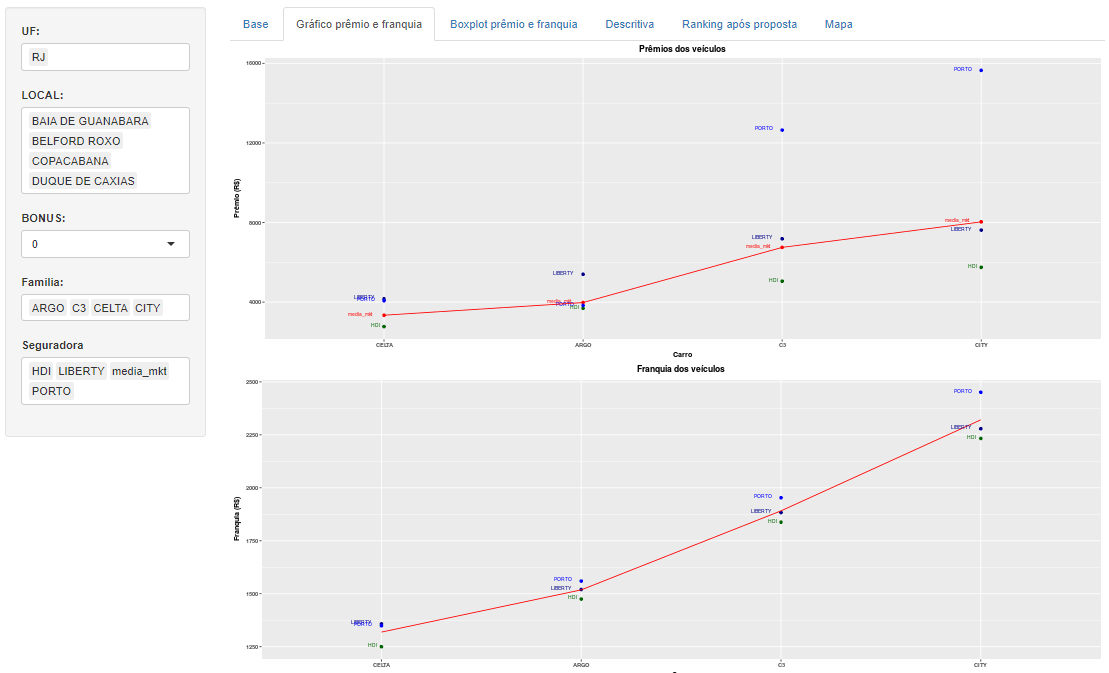 UF:
RJ
LOCAL:
BAIA DE GUANABARA
BELFORD ROXO
COPACABANA
DUQUE DE CAXIAS
BONUS:
0
Familia:
ARGO C3 CELTA CITY
Seguradora
HDI LIBERTY media_mkt
PORTO
Base Gráfico prêmio e franquia Boxplot prêmio e franquia Descritiva Ranking após proposta Mapa
Prêmios dos veículos
Prêmio (R$)
16000
12000
8000
4000
PORTO
PORTO
media_mkt
LIBERTY
LIBERTY
media_mkt
HDI
HDI
LIBERTY
LIBERTY
PORTO
media_mkt
PORTO
HDI
media_mkt
HDI
CELTA ARGO C3 CITY
Carro
Franquia dos veículos
Franquia (R$)
2500
2250
2000
1750
1500
1250
PORTO
LIBERTY
HDI
PORTO
LIBERTY
HDI
PORTO
LIBERTY
HDI
LIBERTY
PORTO
HDI
CELTA ARGO C3 CITY